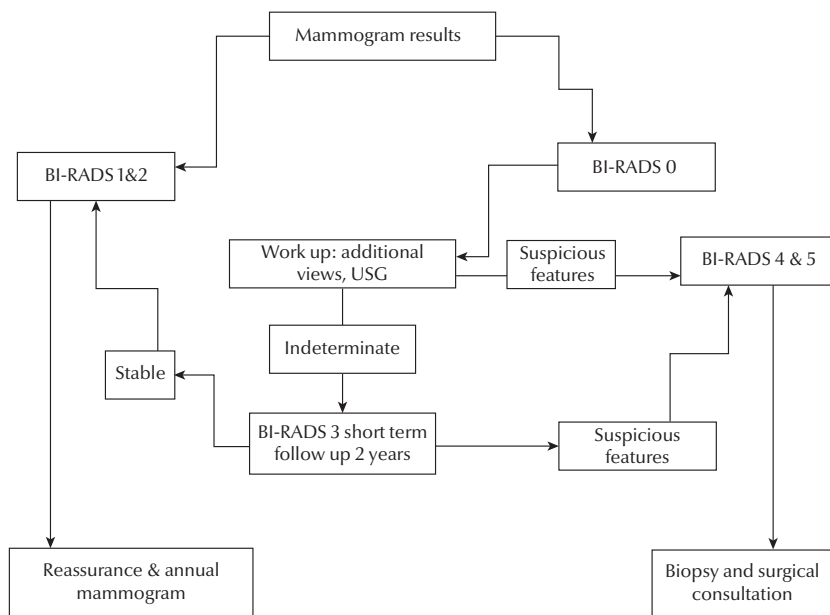 Mammogram results
BI-RADS 1&2
BI-RADS 0
Work up: additional
views, USG
Suspicious
features
BI-RADS 4 & 5
Indeterminate
Stable
BI-RADS 3 short term
follow up 2 years
Suspicious
features
Reassurance & annual
mammogram
Biopsy and surgical
consultation